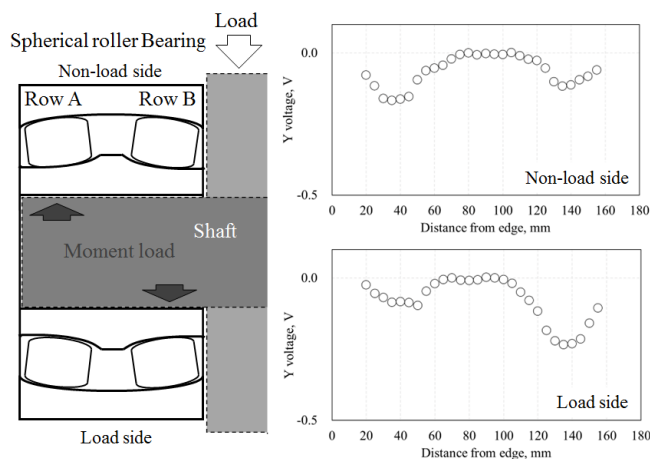 Load
Spherical roller Bearing
Non-load side
Row A
Row B
Shaft
Moment load
Load side
0.0
-0.5
Y voltage, V
0 20 40 60 80 100 120 140 160 180
Distance from edge, mm
Non-load side
0.0
-0.5
Y voltage, V
0 20 40 60 80 100 120 140 160 180
Distance from edge, mm
Load side